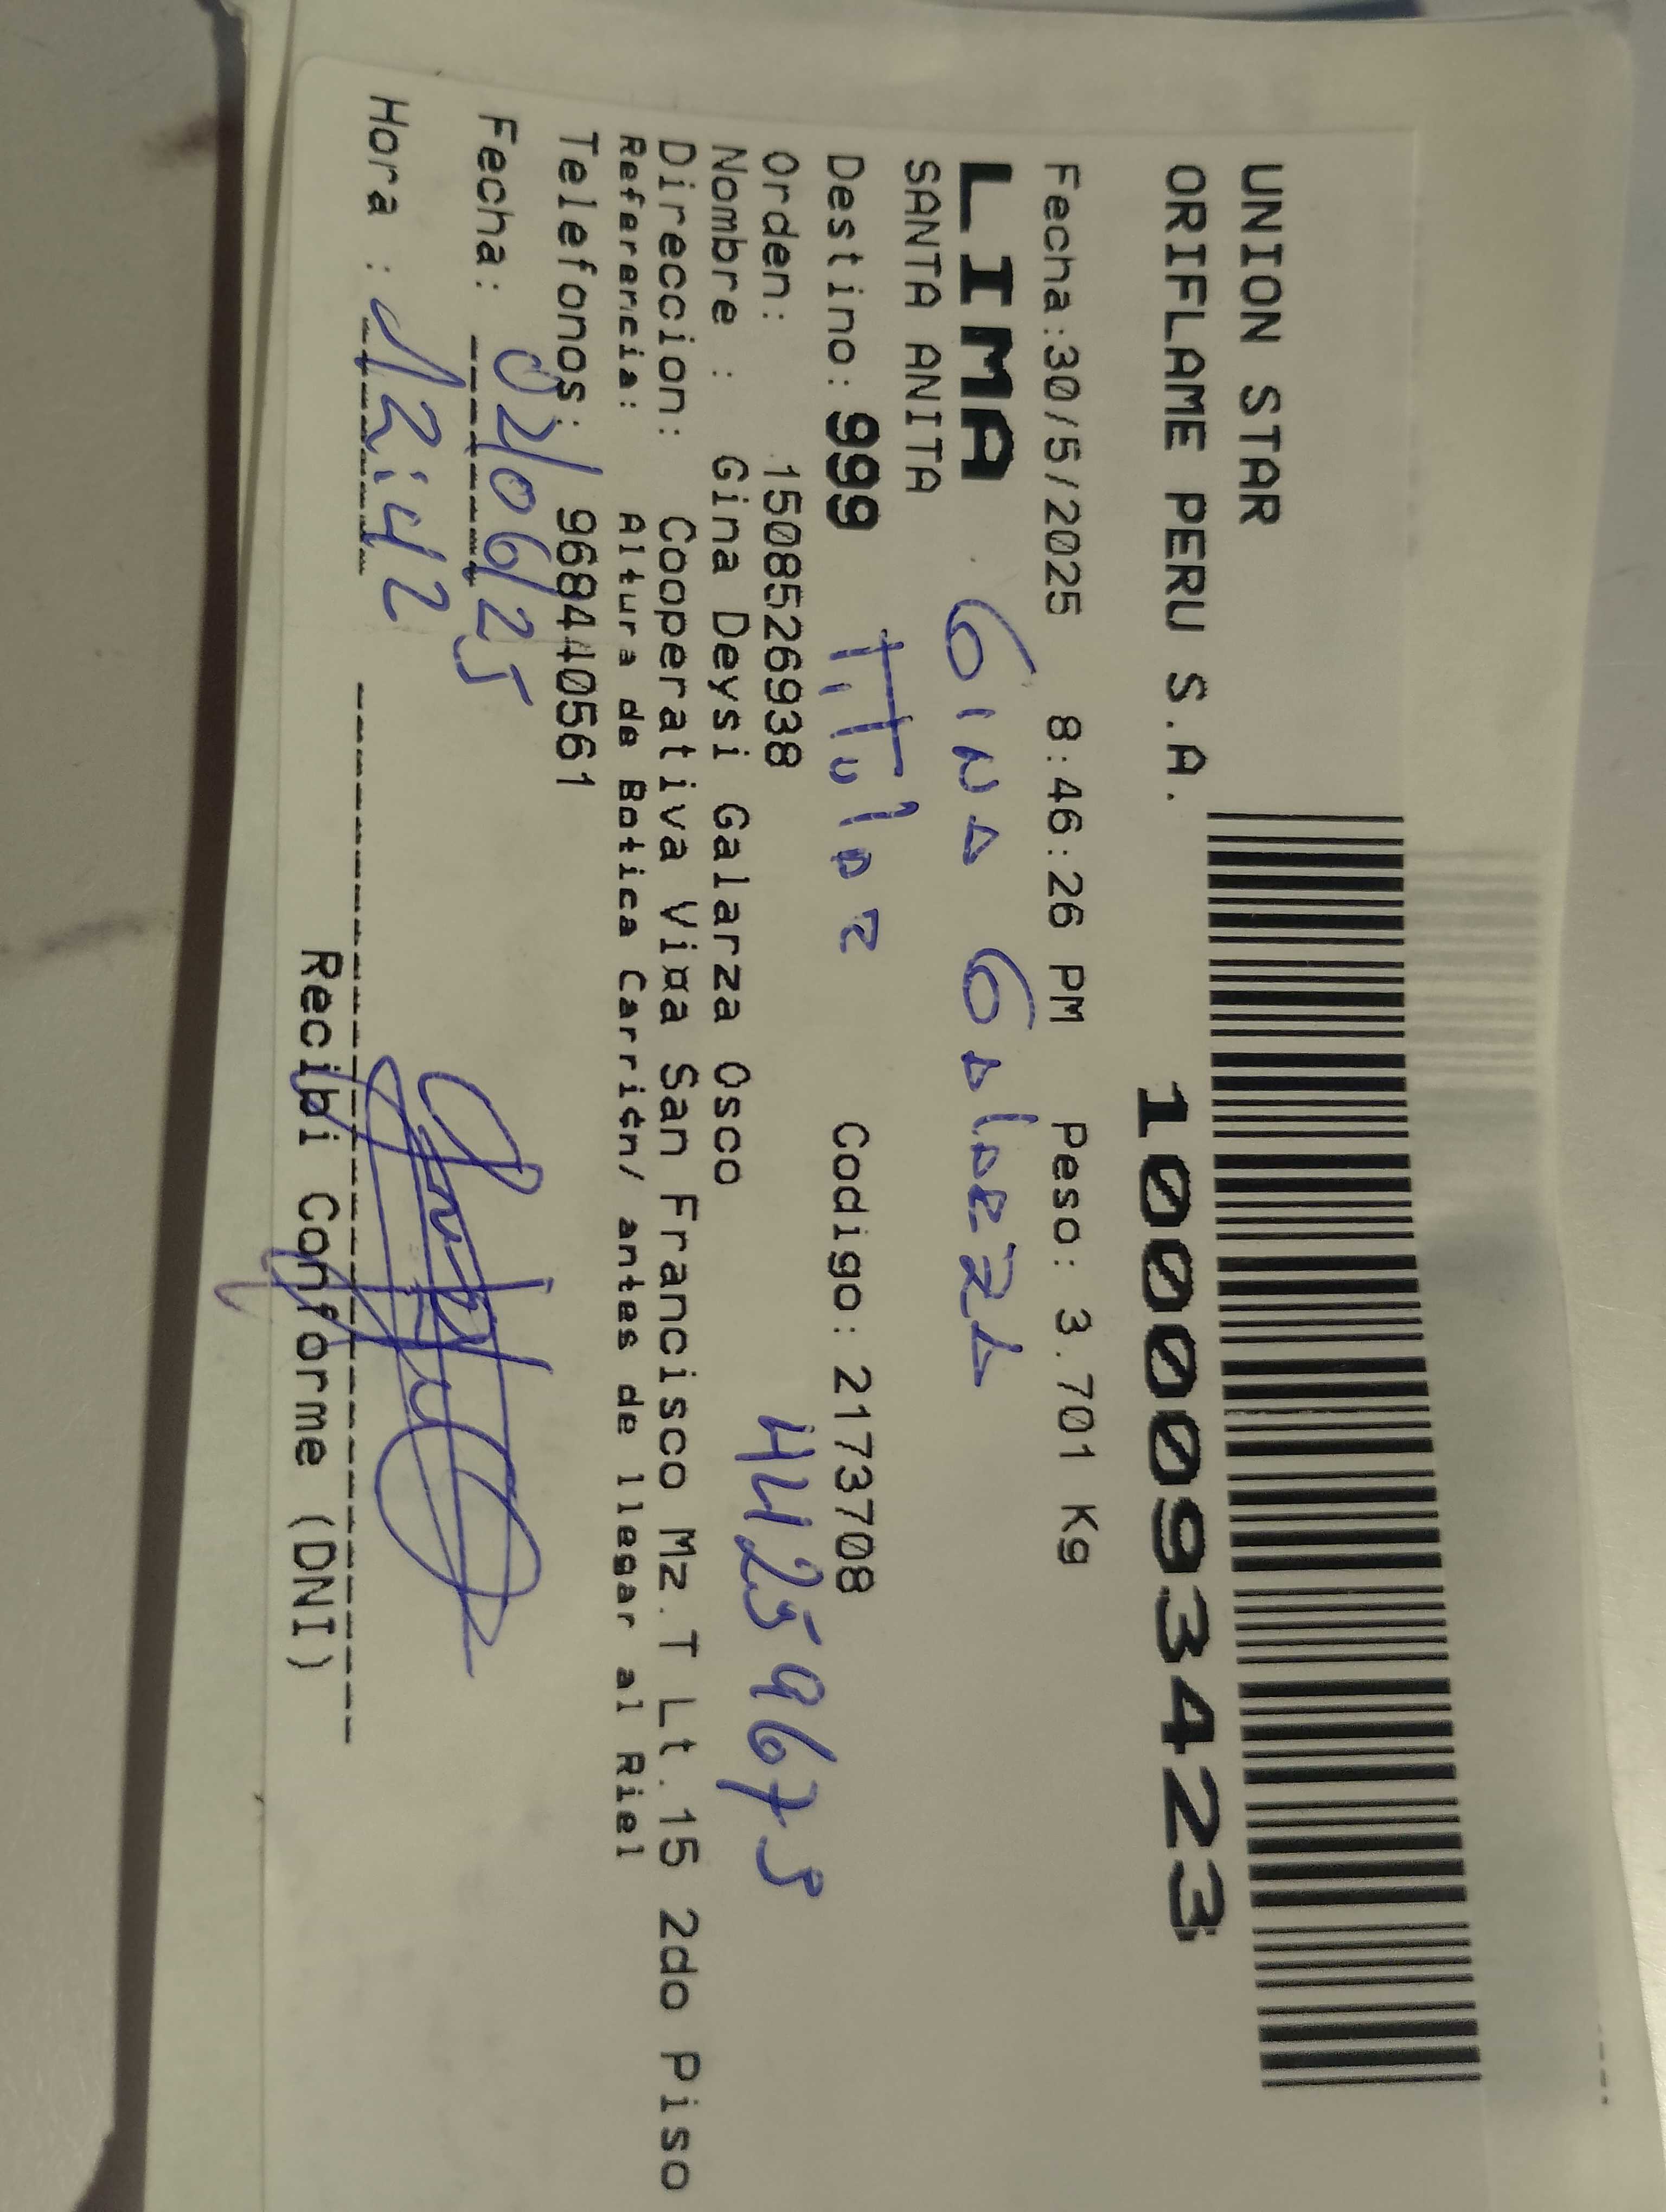 UNION STAR
ORIFLAME PERU S.A.
1000093423
Fecha:30/5/2025 8:46:26 PM Peso: 3.701 Kg
LIMA Gina Galarza
SANTA ANITA
Destino: 999 Titular Codigo: 2173708
Orden: 1508526938 44125967
Nombre : Gina Deysi Galarza Osco
Direccion: Cooperativa Viña San Francisco Mz.T Lt.15 2do Piso
Referencia: Altura de Botica Carri¢n/ antes de llegar al Riel
Telefonos: 968440561
Fecha: 02/06/25
Hora : 12:42
Recibi Conforme (DNI)